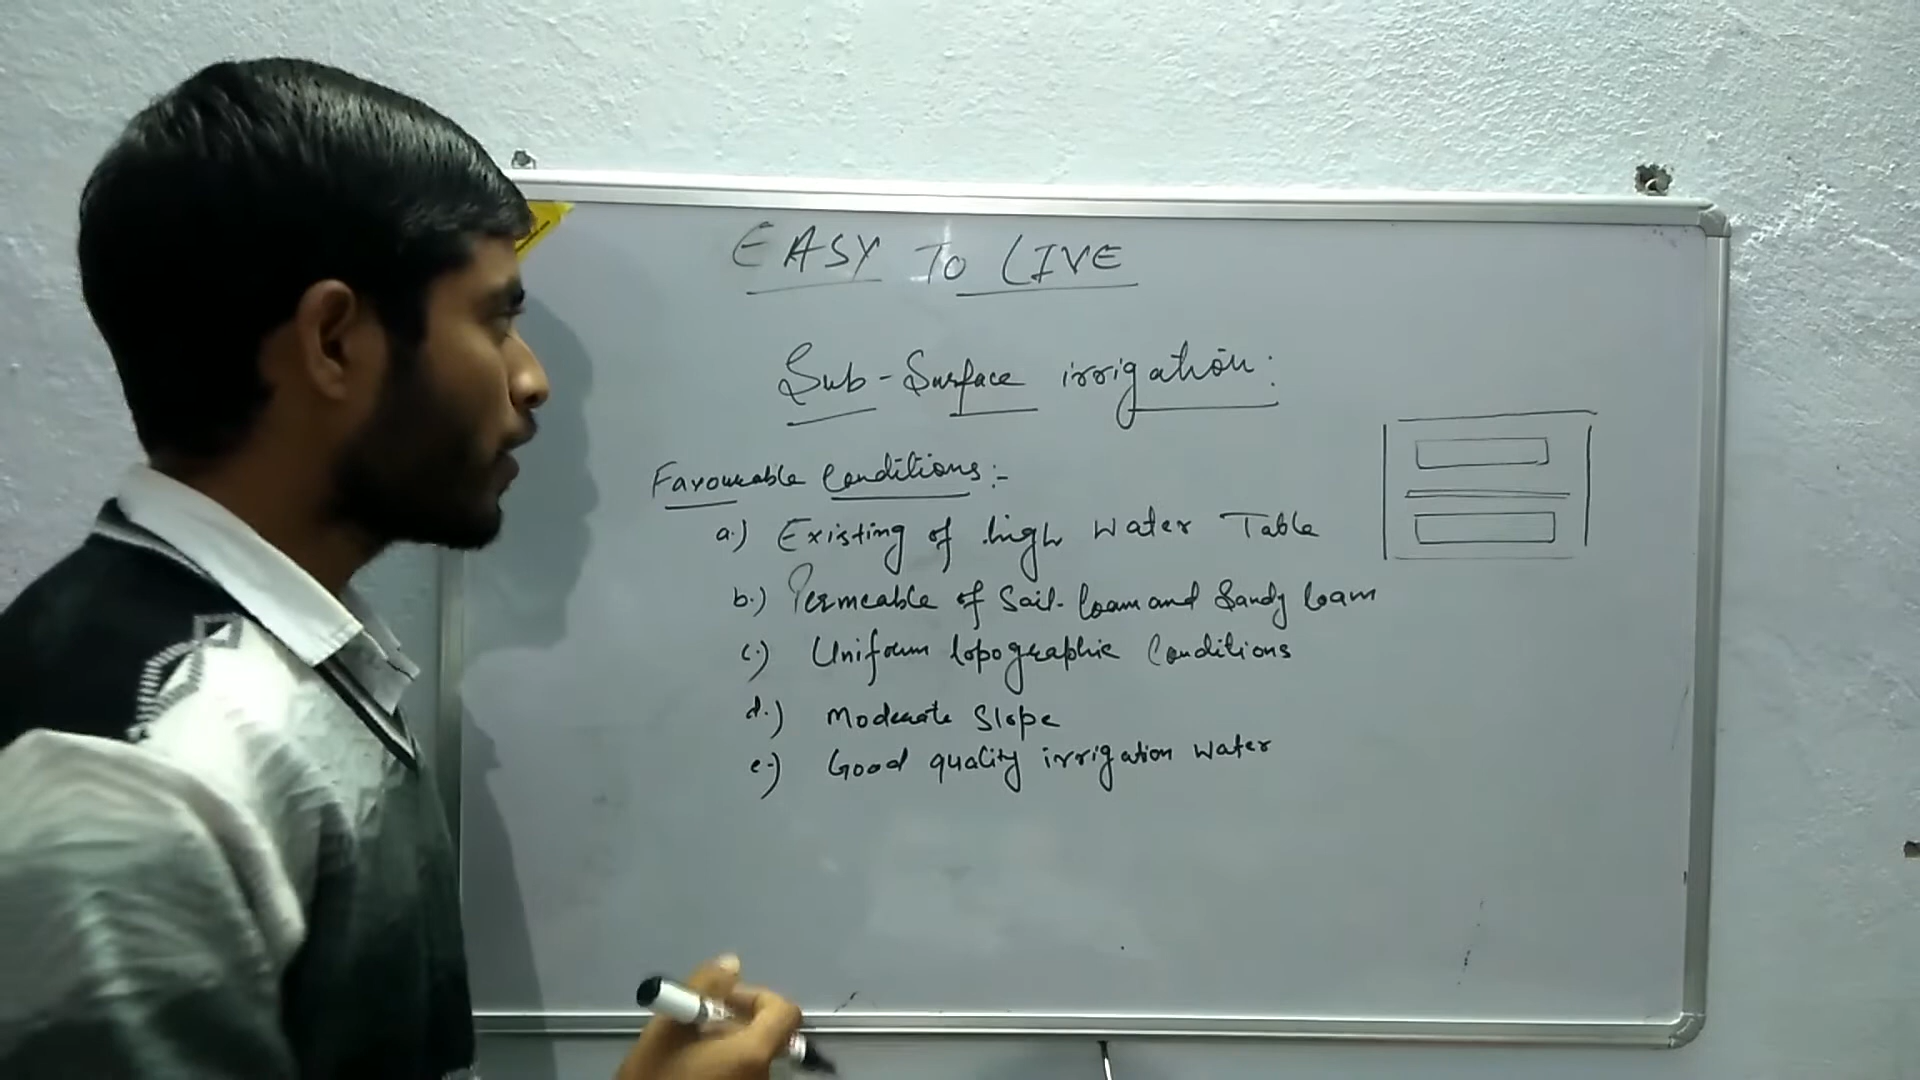 EASY TO LIVE
Sub-Surface irrigation:
Favourable Conditions:-
a.) Existing of high water Table
b.) Permeable of Soil-loam and Sandy loam
c.) Uniform topographic Conditions
d.) Moderate Slope
e.) Good quality irrigation water